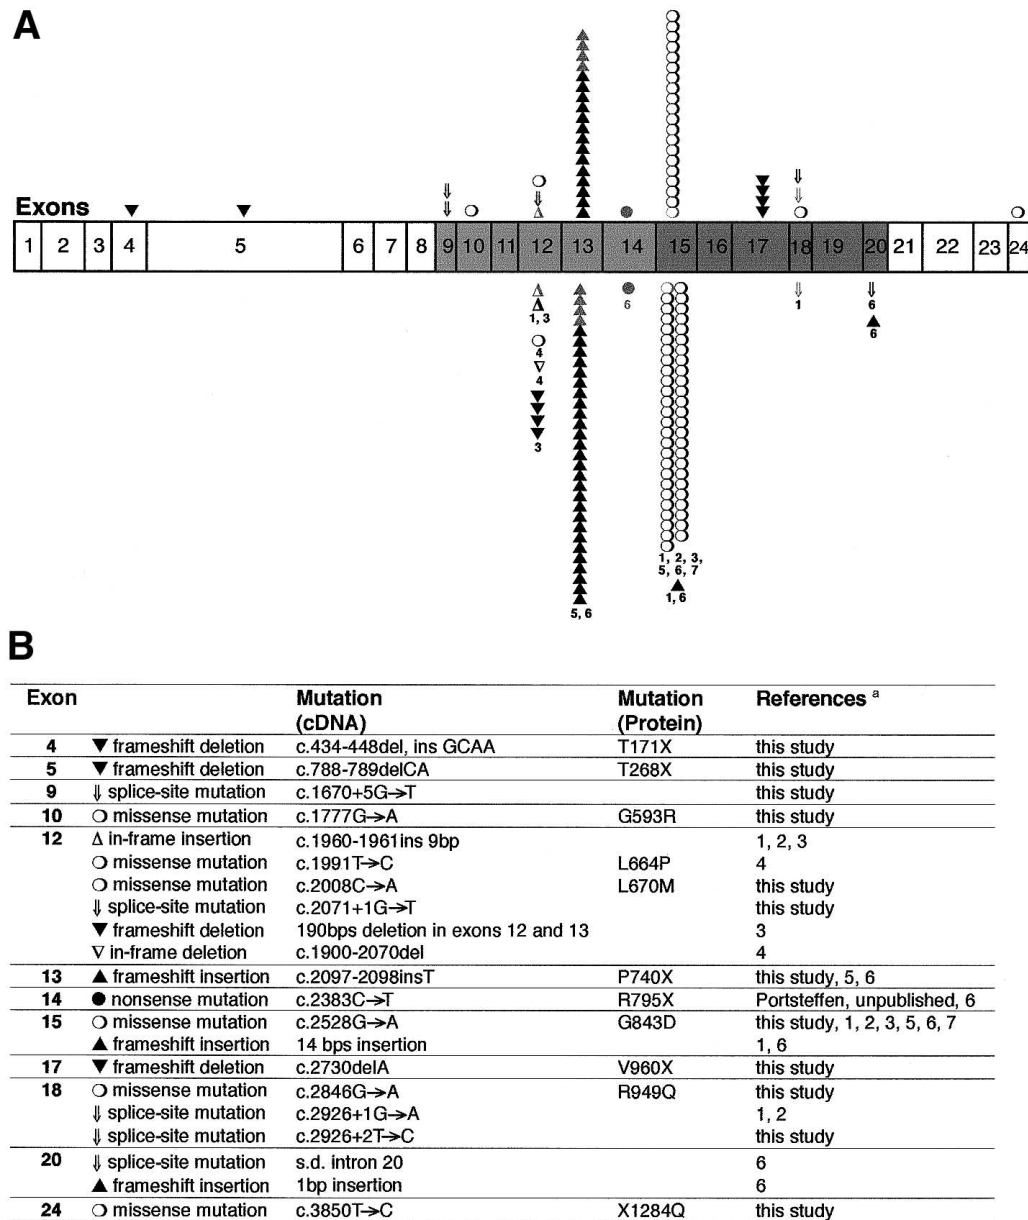 A
Exons
1 2 3 4 5 6 7 8 9 10 11 12 13 14 15 16 17 18 19 20 21 22 23 24
1, 3
6
1
6
6
4
4
3
1, 2, 3,
5, 6, 7
1, 6
5, 6
B
Exon Mutation Mutation References a
(cDNA) (Protein)
4 ▼ frameshift deletion c.434-448del, ins GCAA T171X this study
5 ▼ frameshift deletion c.788-789delCA T268X this study
9 ⇓ splice-site mutation c.1670+5G→T this study
10 ❍ missense mutation c.1777G→A G593R this study
12 Δ in-frame insertion c.1960-1961ins 9bp 1, 2, 3
❍ missense mutation c.1991T→C L664P 4
❍ missense mutation c.2008C→A L670M this study
⇓ splice-site mutation c.2071+1G→T this study
▼ frameshift deletion 190bps deletion in exons 12 and 13 3
∇ in-frame deletion c.1900-2070del 4
13 ▲ frameshift insertion c.2097-2098insT P740X this study, 5, 6
14 ● nonsense mutation c.2383C→T R795X Portsteffen, unpublished, 6
15 ❍ missense mutation c.2528G→A G843D this study, 1, 2, 3, 5, 6, 7
▲ frameshift insertion 14 bps insertion 1, 6
17 ▼ frameshift deletion c.2730delA V960X this study
18 ❍ missense mutation c.2846G→A R949Q this study
⇓ splice-site mutation c.2926+1G→A 1, 2
⇓ splice-site mutation c.2926+2T→C this study
20 ⇓ splice-site mutation s.d. intron 20 6
▲ frameshift insertion 1bp insertion 6
24 ❍ missense mutation c.3850T→C X1284Q this study